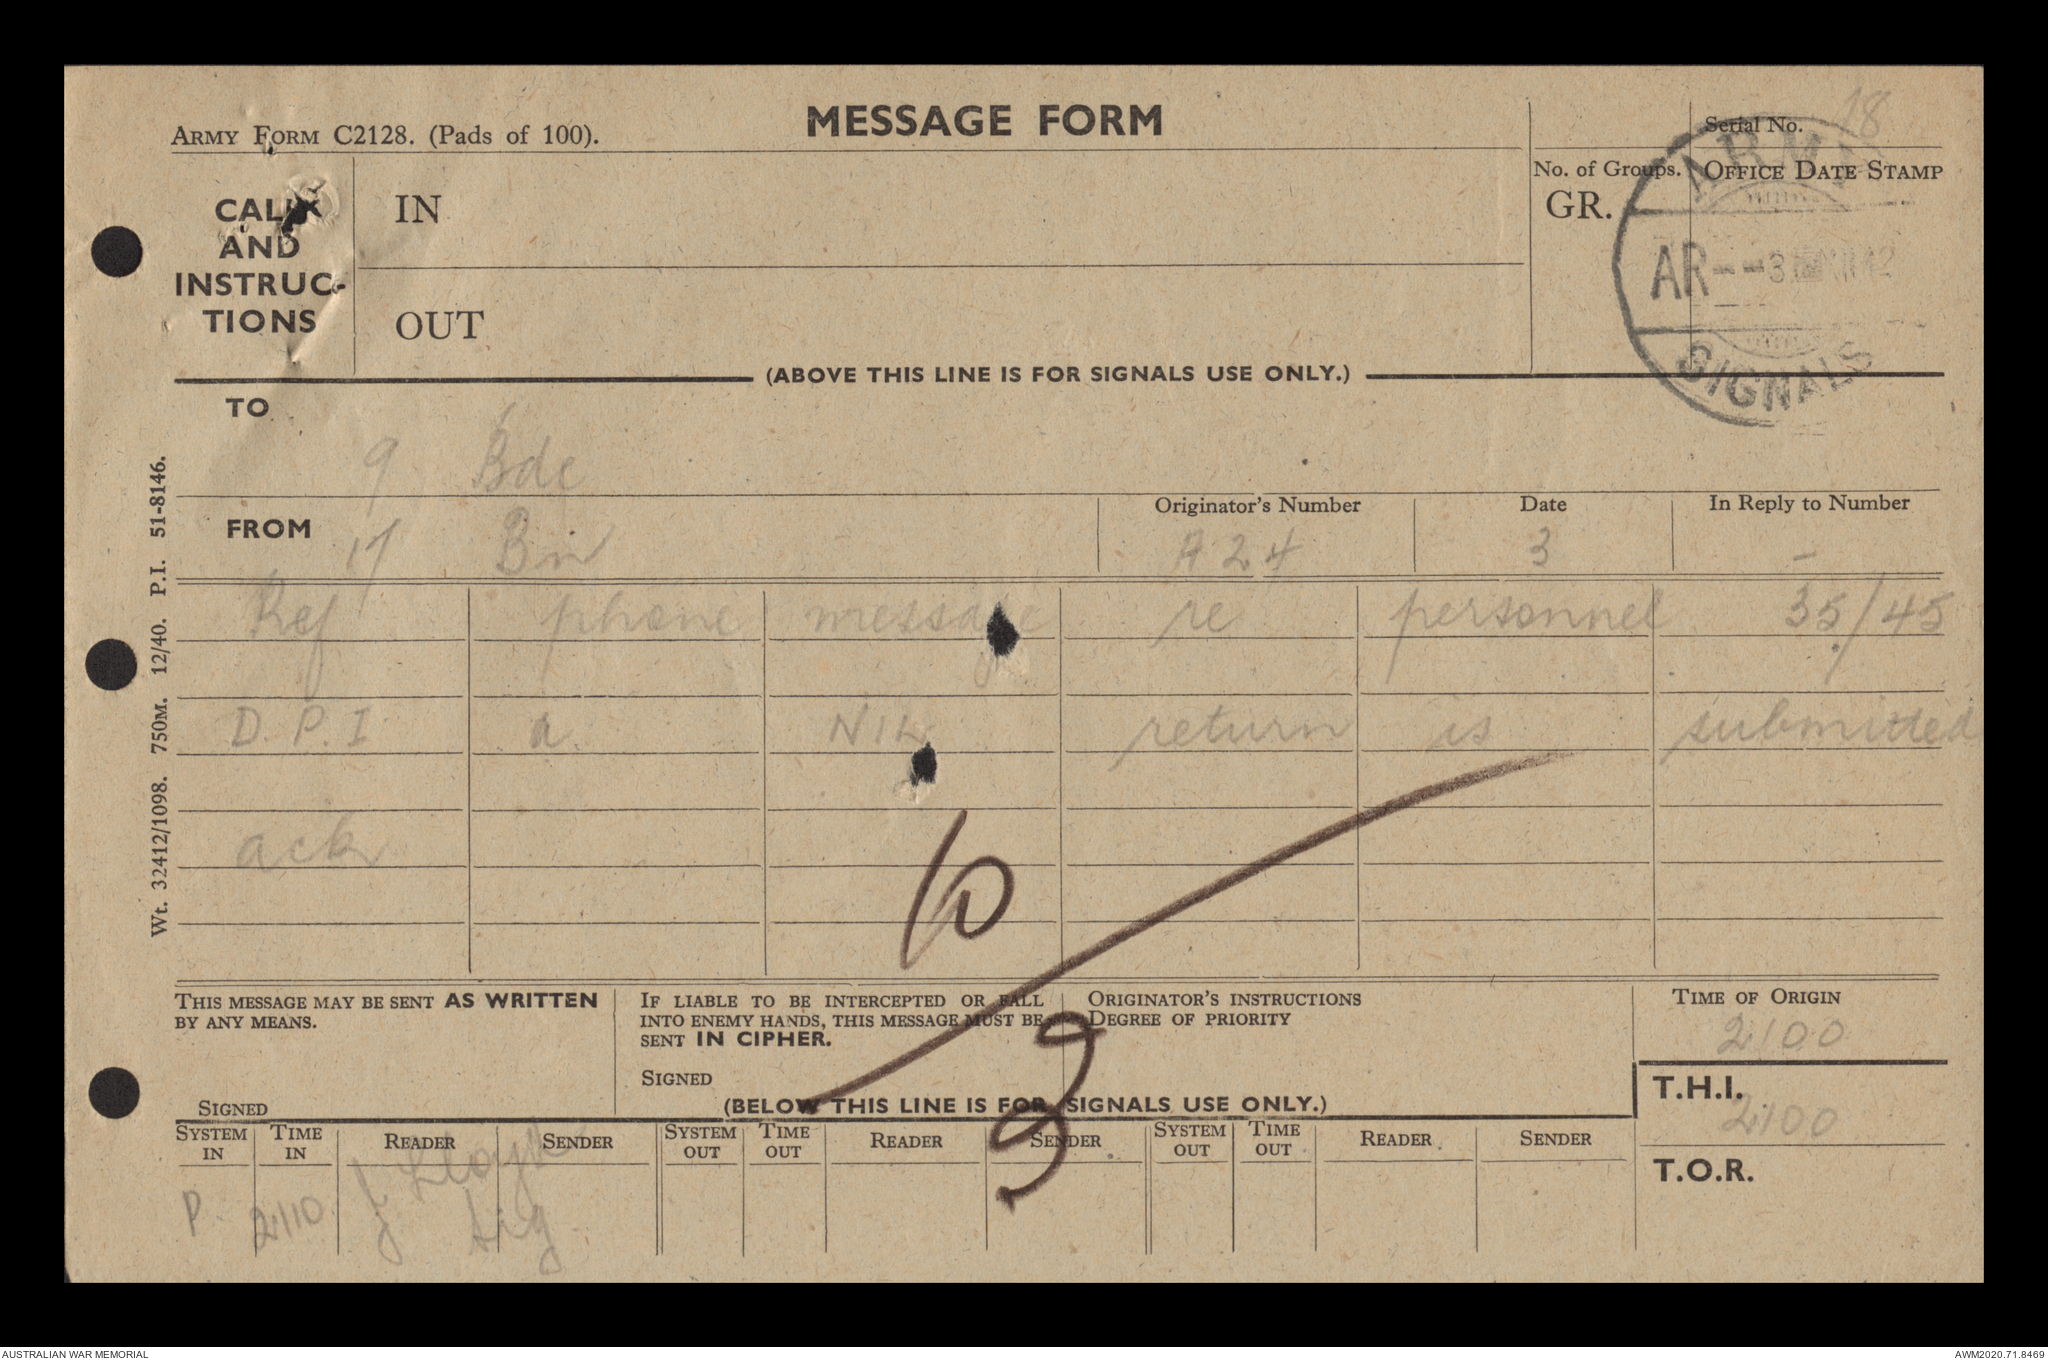 MESSAGE FORM
ARMY FORM C2128. (Pads of 100).
Serial No. 18
CALL
AND
INSTRUC-
TIONS
IN
OUT
No. of Groups.
GR.
OFFICE DATE STAMP
ARMY
AR--3
SIGNALS
(ABOVE THIS LINE IS FOR SIGNALS USE ONLY.)
TO
9 Bde
FROM
17 Bn
Originator's Number
A24
Date
3
In Reply to Number
-
Ref phone message re personnel 35/45
D.P.I a NIL return is submitted
ack
Wt. 32412/1098. 750M. 12/40. P.I. 51-8146.
THIS MESSAGE MAY BE SENT AS WRITTEN
BY ANY MEANS.
SIGNED
IF LIABLE TO BE INTERCEPTED OR FALL
INTO ENEMY HANDS, THIS MESSAGE MUST BE
SENT IN CIPHER.
SIGNED
ORIGINATOR'S INSTRUCTIONS
DEGREE OF PRIORITY
TIME OF ORIGIN
2100
T.H.I.
2100
T.O.R.
(BELOW THIS LINE IS FOR SIGNALS USE ONLY.)
SYSTEM IN TIME IN READER SENDER SYSTEM OUT TIME OUT READER SENDER SYSTEM OUT TIME OUT READER SENDER
P. 2110 J Lloyd
Sig
AUSTRALIAN WAR MEMORIAL
AWM2020.71.8469